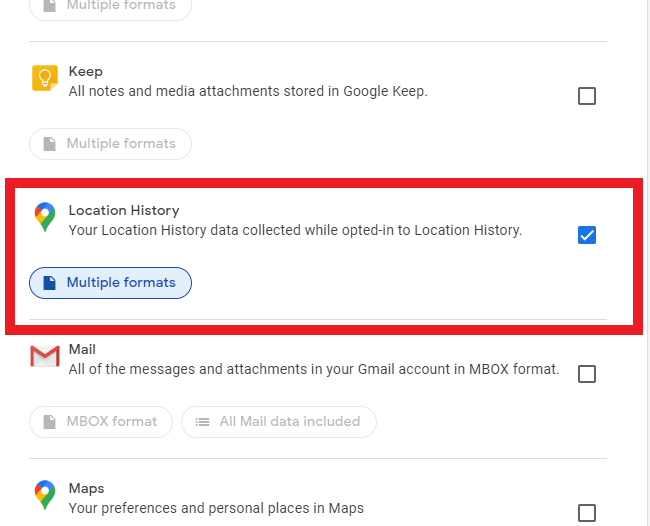 Multiple formats
Keep
All notes and media attachments stored in Google Keep.
Multiple formats
Location History
Your Location History data collected while opted-in to Location History.
Multiple formats
Mail
All of the messages and attachments in your Gmail account in MBOX format.
MBOX format
All Mail data included
Maps
Your preferences and personal places in Maps